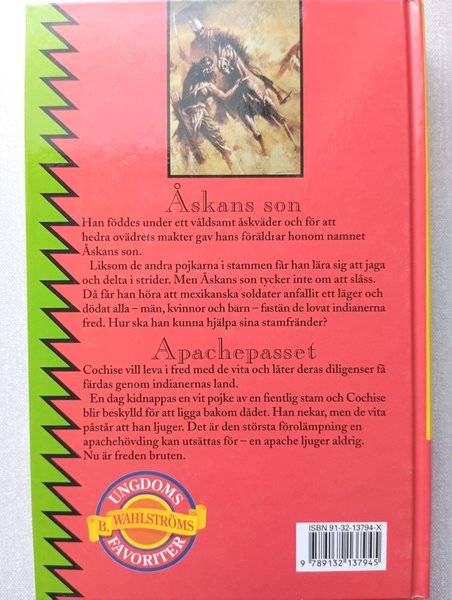 Åskans son
Han föddes under ett våldsamt åskväder och för att
hedra ovädrets makter gav hans föräldrar honom namnet
Åskans son.
Liksom de andra pojkarna i stammen får han lära sig att jaga
och delta i strider. Men Åskans son tycker inte om att slåss.
Då får han höra att mexikanska soldater anfallit ett läger och
dödat alla – män, kvinnor och barn – fastän de lovat indianerna
fred. Hur ska han kunna hjälpa sina stamfränder?
Apachepasset
Cochise vill leva i fred med de vita och låter deras diligenser få
färdas genom indianernas land.
En dag kidnappas en vit pojke av en fientlig stam och Cochise
blir beskylld för att ligga bakom dådet. Han nekar, men de vita
påstår att han ljuger. Det är den största förolämpning en
apachehövding kan utsättas för – en apache ljuger aldrig.
Nu är freden bruten.
UNGDOMS
B. WAHLSTRÖMS
FAVORITER
ISBN 91-32-13794-X
9 789132 137945